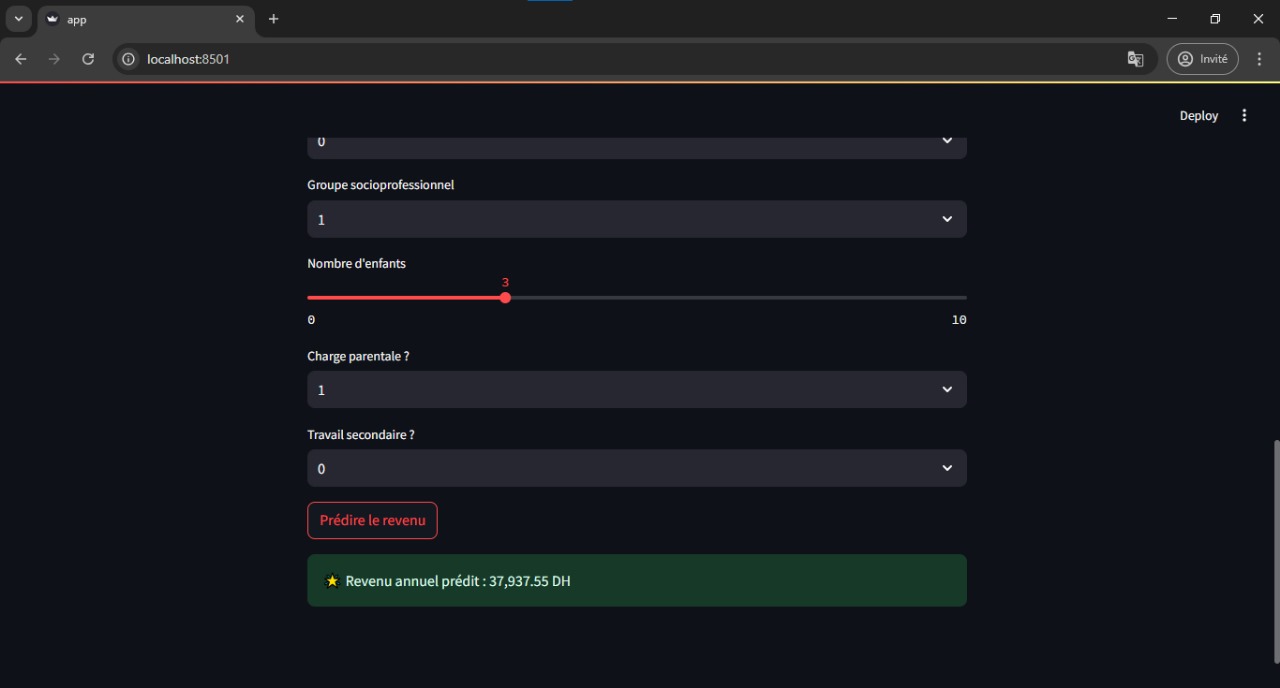 app
localhost:8501
Invité
Deploy
0
Groupe socioprofessionnel
1
Nombre d'enfants
3
0 10
Charge parentale ?
1
Travail secondaire ?
0
Prédire le revenu
Revenu annuel prédit : 37,937.55 DH